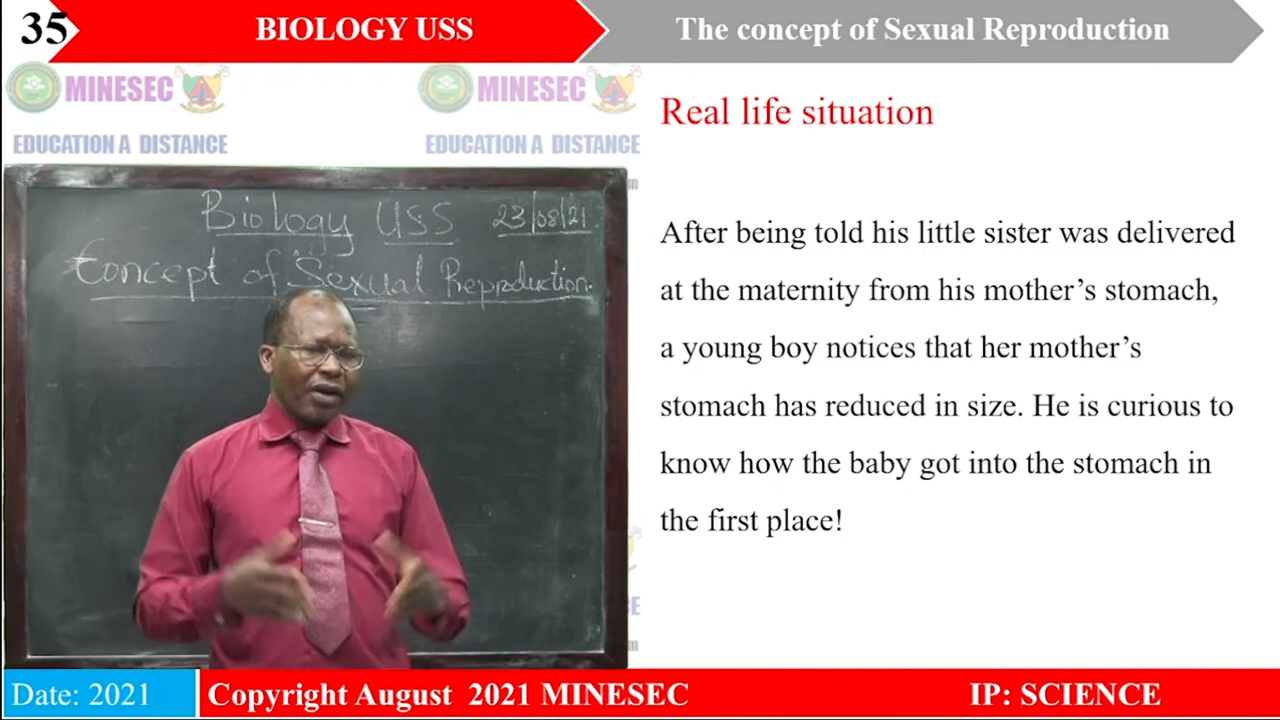 35
BIOLOGY USS
The concept of Sexual Reproduction
MINESEC
MINESEC
EDUCATION A DISTANCE
EDUCATION A DISTANCE
Biology USS 23/08/21
Concept of Sexual Reproduction.
Real life situation
After being told his little sister was delivered
at the maternity from his mother’s stomach,
a young boy notices that her mother’s
stomach has reduced in size. He is curious to
know how the baby got into the stomach in
the first place!
Date: 2021
Copyright August 2021 MINESEC
IP: SCIENCE